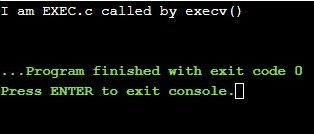 I am EXEC.c called by execv()
...Program finished with exit code 0
Press ENTER to exit console.